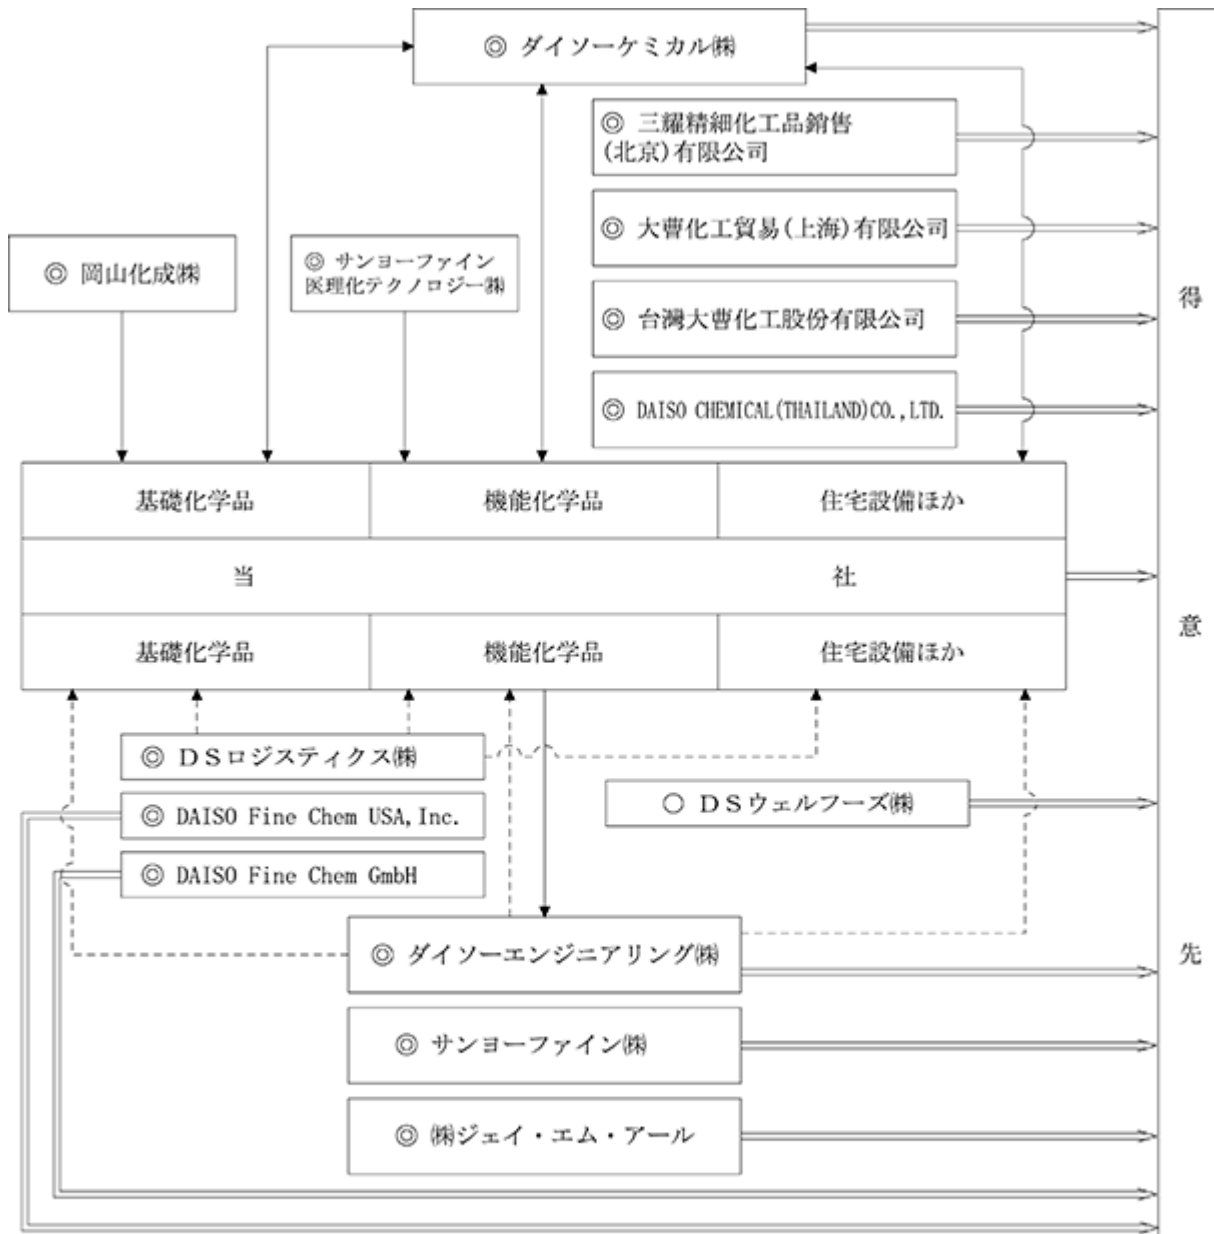 ◎ ダイソーケミカル㈱
◎ 三耀精細化工品銷售
(北京)有限公司
◎ 大曹化工貿易(上海)有限公司
◎ 岡山化成㈱
◎ サンヨーファイン
医理化テクノロジー㈱
◎ 台灣大曹化工股份有限公司
◎ DAISO CHEMICAL(THAILAND)CO.,LTD.
基礎化学品
機能化学品
住宅設備ほか
当 社
基礎化学品
機能化学品
住宅設備ほか
◎ DSロジスティクス㈱
◎ DAISO Fine Chem USA,Inc.
○ DSウェルフーズ㈱
◎ DAISO Fine Chem GmbH
◎ ダイソーエンジニアリング㈱
◎ サンヨーファイン㈱
◎ ㈱ジェイ・エム・アール
得
意
先